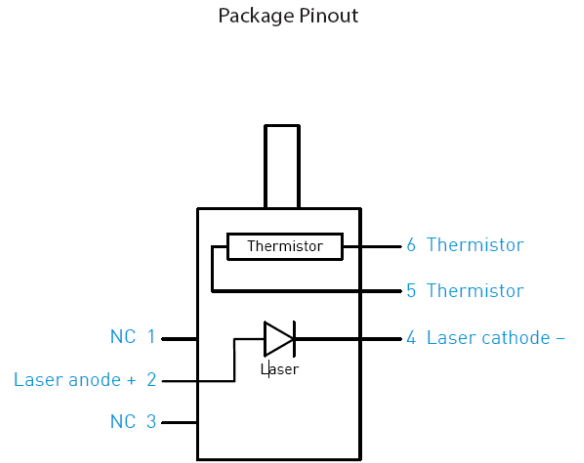 Package Pinout
Thermistor
6 Thermistor
5 Thermistor
NC 1
4 Laser cathode –
Laser
Laser anode + 2
NC 3